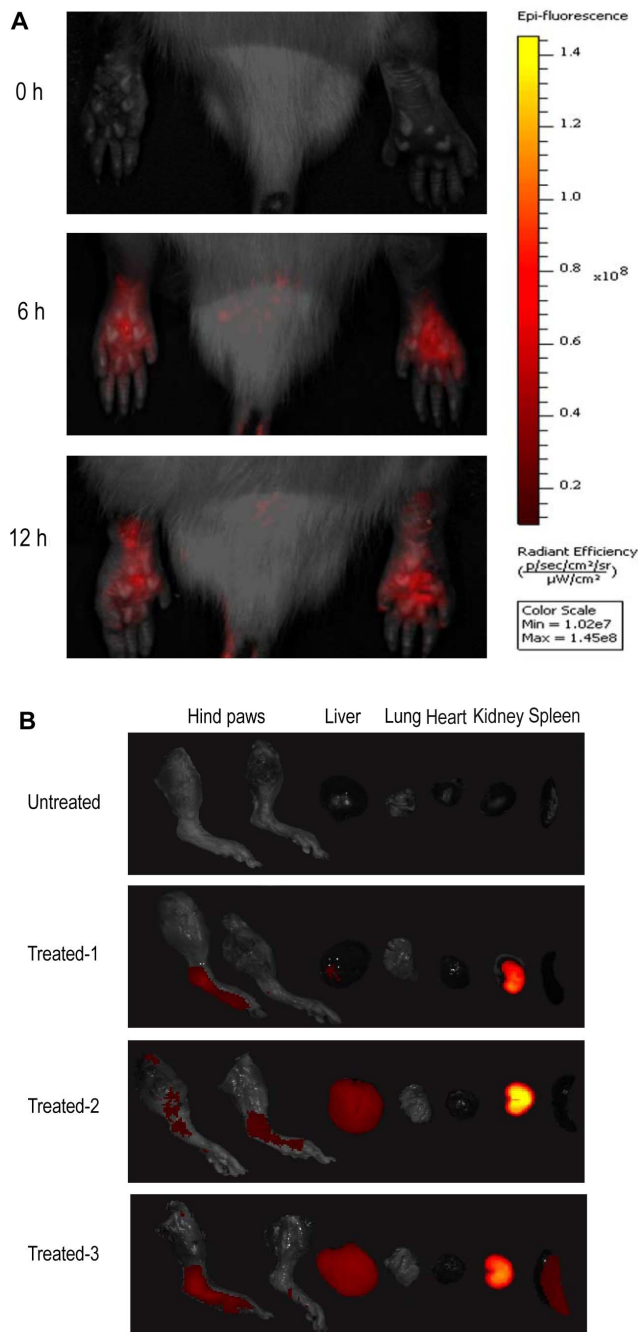 A
Epi-fluorescence
0 h
6 h
12 h
1.4
1.2
1.0
0.8
x10⁸
0.6
0.4
0.2
Radiant Efficiency
(p/sec/cm²/sr / µW/cm²)
Color Scale
Min = 1.02e7
Max = 1.45e8
B
Hind paws Liver Lung Heart Kidney Spleen
Untreated
Treated-1
Treated-2
Treated-3